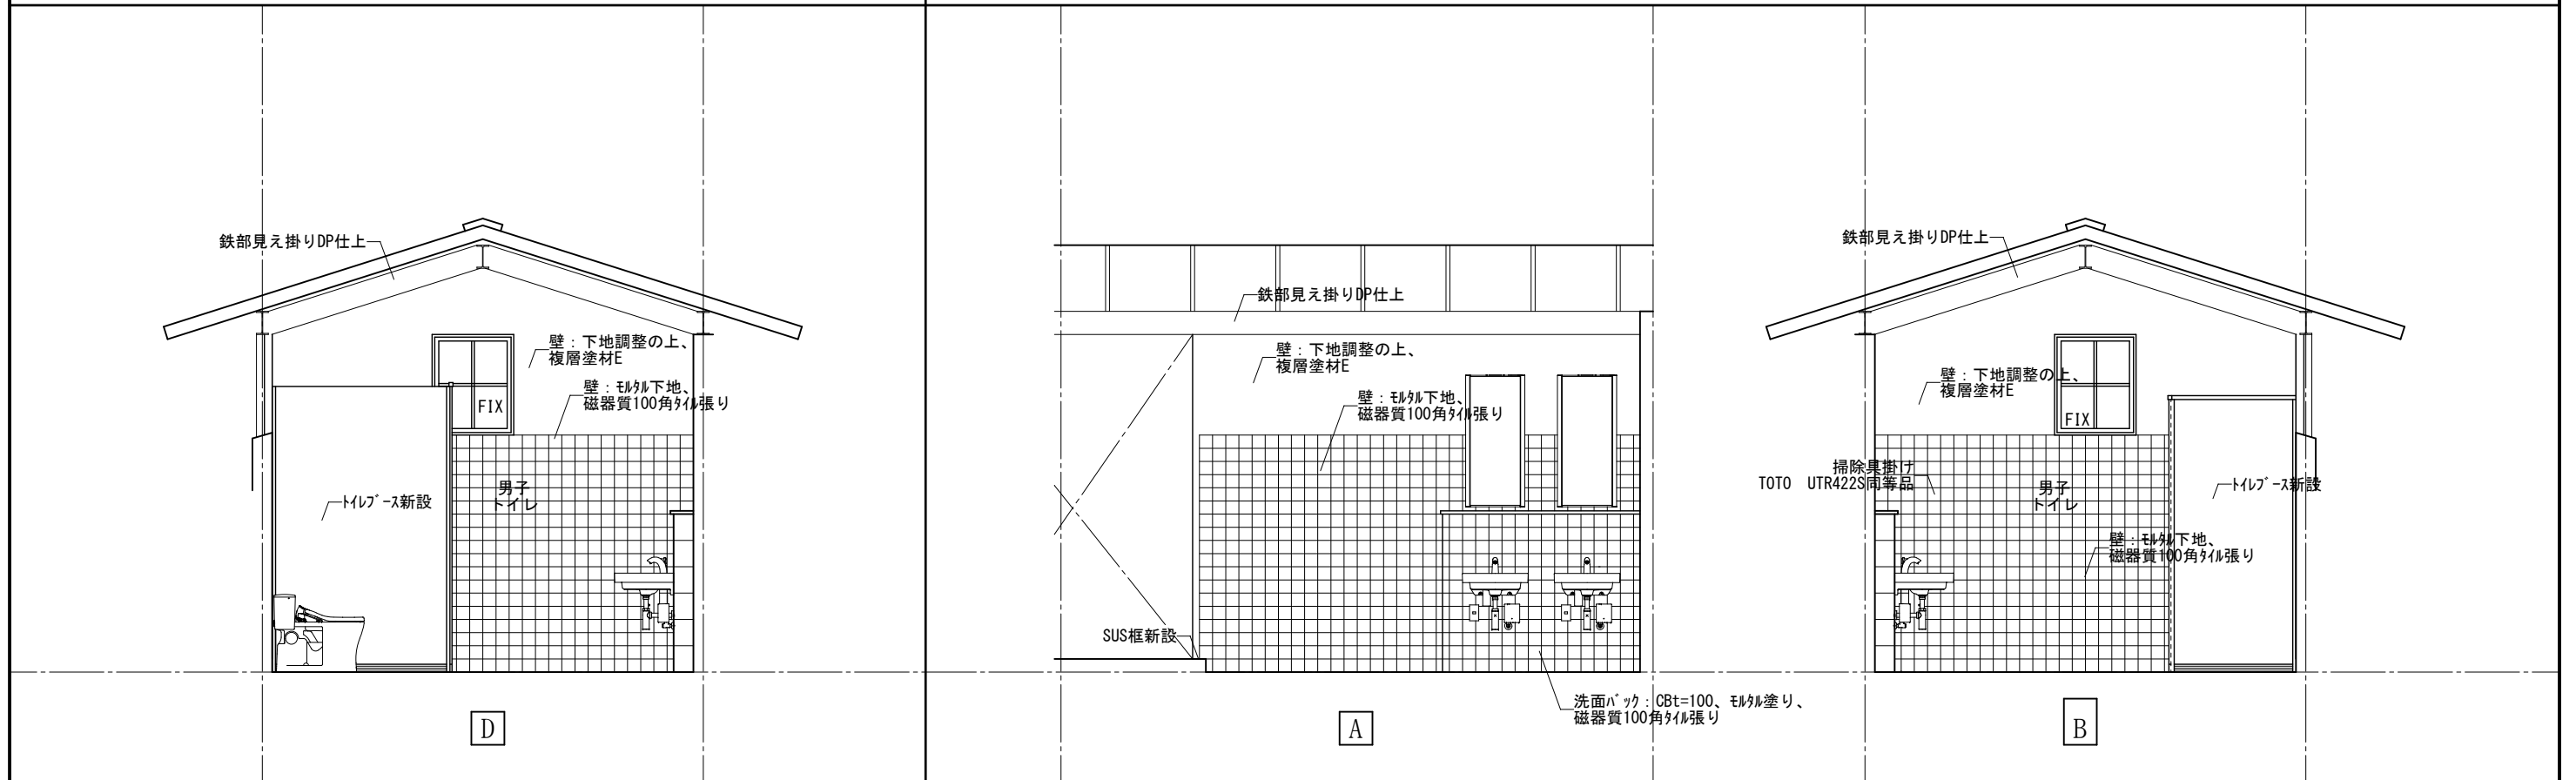 鉄部見え掛りDP仕上
壁：下地調整の上、
複層塗材E
壁：ﾓﾙﾀﾙ下地、
磁器質100角ﾀｲﾙ張り
FIX
男子
トイレ
ﾄｲﾚﾌﾞｰｽ新設
D
鉄部見え掛りDP仕上
壁：下地調整の上、
複層塗材E
壁：ﾓﾙﾀﾙ下地、
磁器質100角ﾀｲﾙ張り
SUS框新設
洗面ﾊﾞｯｸ：CBt=100、ﾓﾙﾀﾙ塗り、
磁器質100角ﾀｲﾙ張り
A
鉄部見え掛りDP仕上
壁：下地調整の上、
複層塗材E
FIX
掃除具掛け
TOTO　UTR422S同等品
男子
トイレ
ﾄｲﾚﾌﾞｰｽ新設
壁：ﾓﾙﾀﾙ下地、
磁器質100角ﾀｲﾙ張り
B